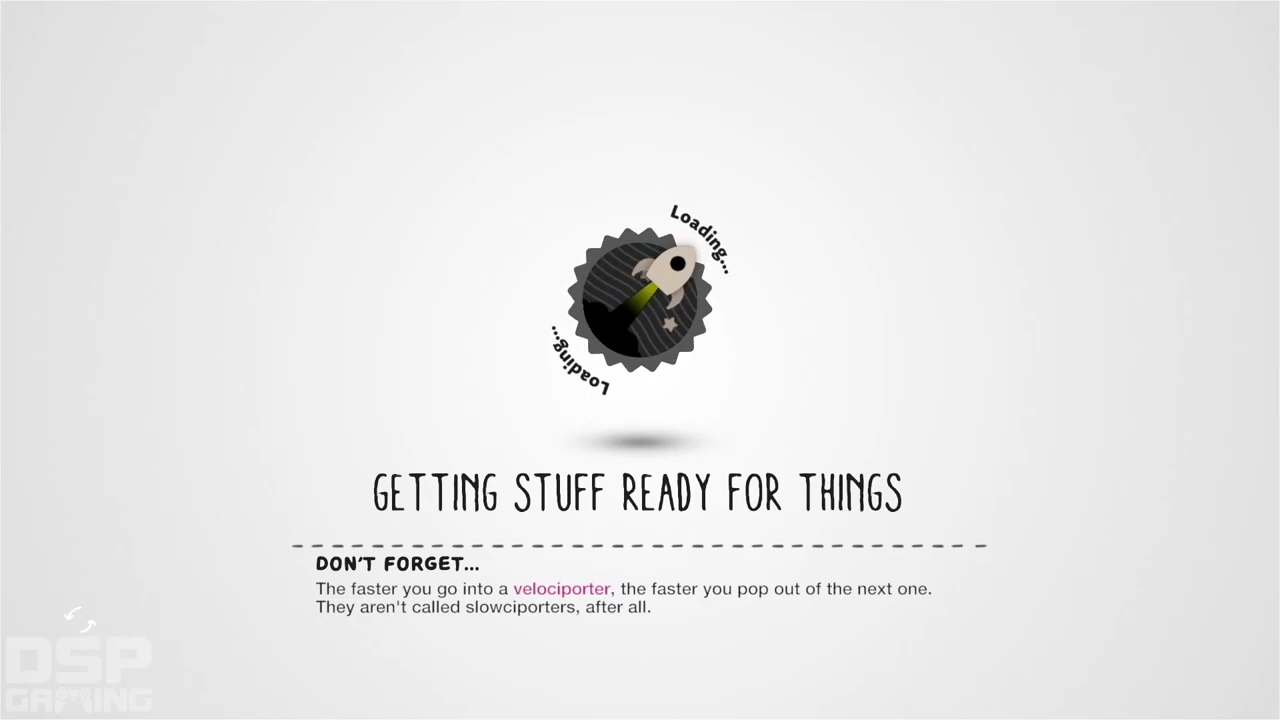 Loading...
Loading...
GETTING STUFF READY FOR THINGS
DON'T FORGET...
The faster you go into a velociporter, the faster you pop out of the next one.
They aren't called slowciporters, after all.
DSP
GAMING